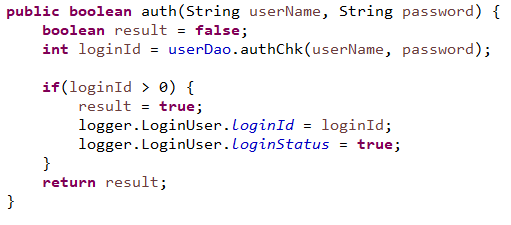 public boolean auth(String userName, String password) {
    boolean result = false;
    int loginId = userDao.authChk(userName, password);

    if(loginId > 0) {
        result = true;
        logger.LoginUser.loginId = loginId;
        logger.LoginUser.loginStatus = true;
    }
    return result;
}